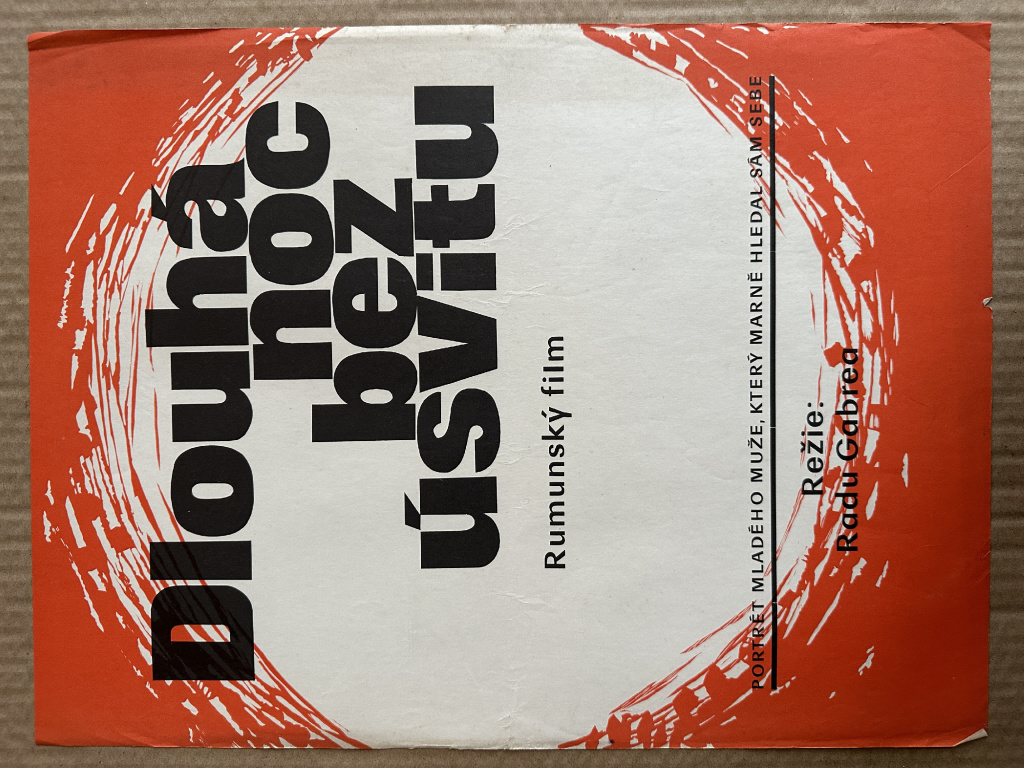 Dlouhá
noc
bez
úsvitu
Rumunský film
PORTRÉT MLADÉHO MUŽE, KTERÝ MARNĚ HLEDAL SÁM SEBE
Režie:
Radu Gabrea